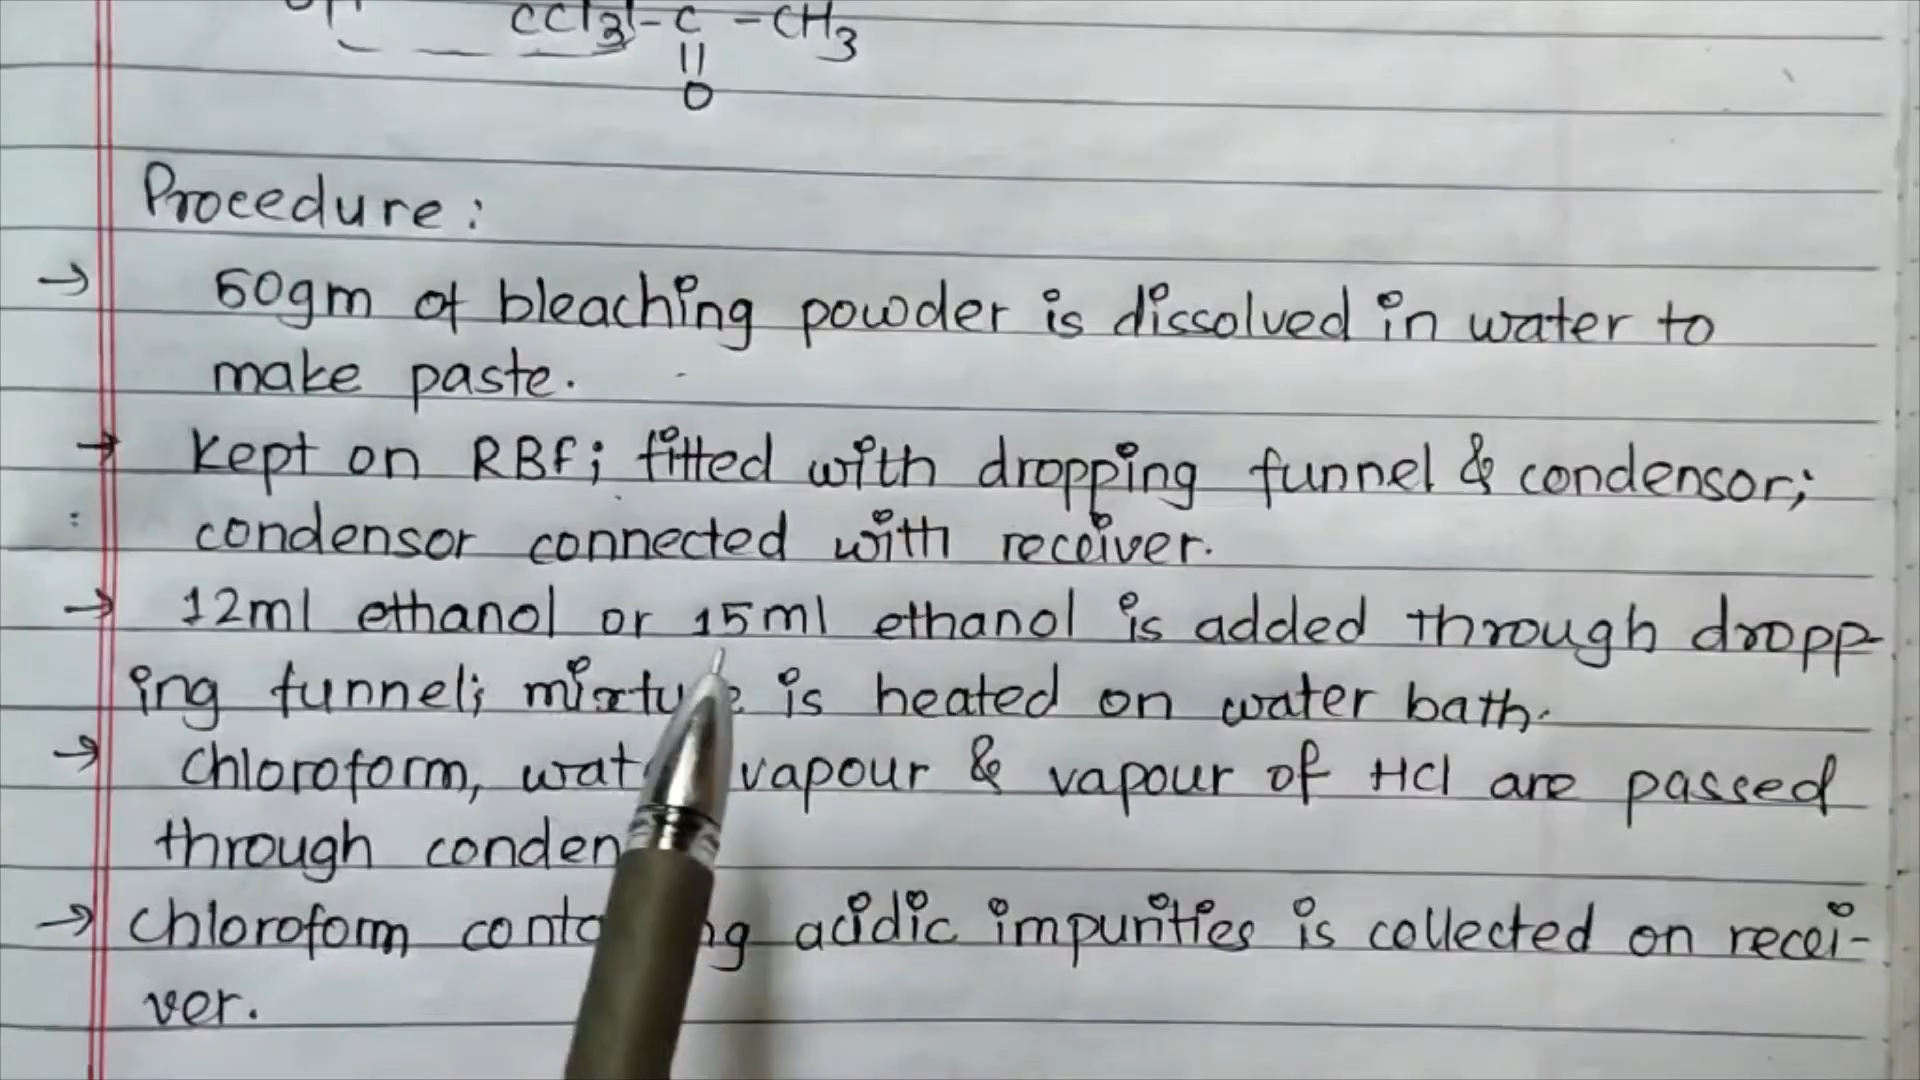 CCl3-C-CH3
O
Procedure:
→ 50gm of bleaching powder is dissolved in water to
make paste.
→ Kept on RBF; fitted with dropping funnel & condensor;
condensor connected with receiver.
→ 12ml ethanol or 15ml ethanol is added through dropp-
ing funnel; mixture is heated on water bath.
→ Chloroform, vapour & vapour of HCl are passed
through
→ Chloroform acidic impurities is collected on recei-
ver.